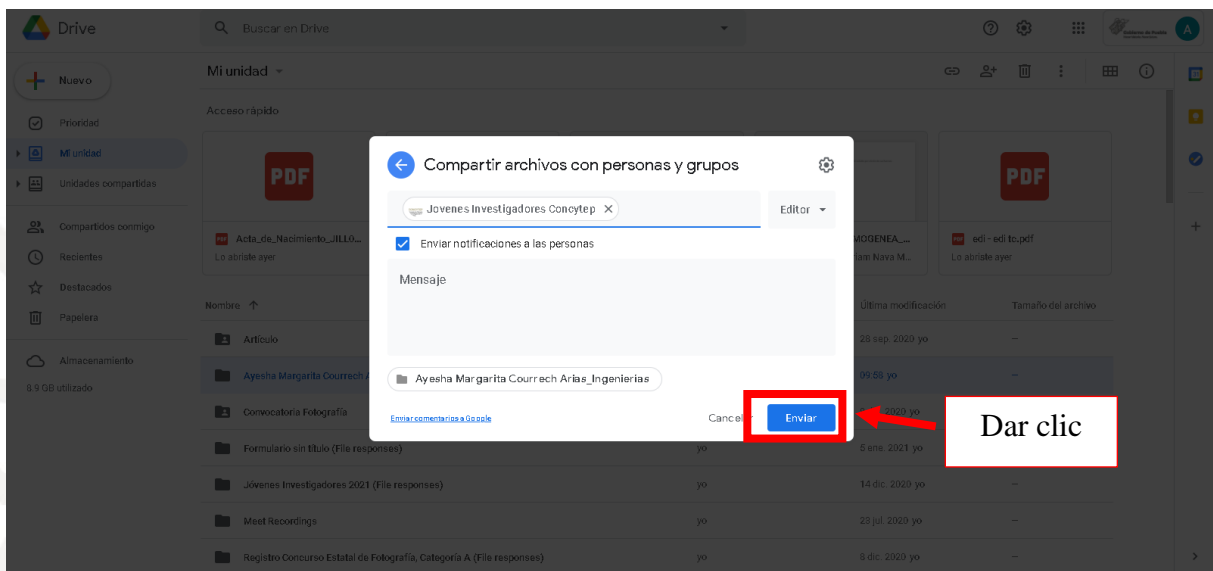 Drive
Buscar en Drive
A
Nuevo
Mi unidad
Acceso rápido
Prioridad
Mi unidad
Unidades compartidas
Compartidos conmigo
Recientes
Destacados
Papelera
Almacenamiento
6.9 GB utilizado
PDF
PDF
Acta_de_Nacimiento_JILLO...
Lo abriste ayer
MOGENEA_...
riam Nava M...
edi - edi tc.pdf
Lo abriste ayer
Compartir archivos con personas y grupos
Jovenes Investigadores Concytep
Editor
Enviar notificaciones a las personas
Mensaje
Ayesha Margarita Courrech Arias_Ingenierias
Enviar comentarios a Google
Cancelar
Enviar
Dar clic
Nombre
Última modificación
Tamaño del archivo
Artículo
28 sep. 2020 yo
—
Ayesha Margarita Courrech A
09:58 yo
—
Convocatoria Fotografía
2020 yo
Formulario sin título (File responses)
yo
5 ene. 2021 yo
Jóvenes Investigadores 2021 (File responses)
yo
14 dic. 2020 yo
—
Meet Recordings
yo
23 jul. 2020 yo
—
Registro Concurso Estatal de Fotografía, Categoría A (File responses)
yo
6 dic. 2020 yo
—